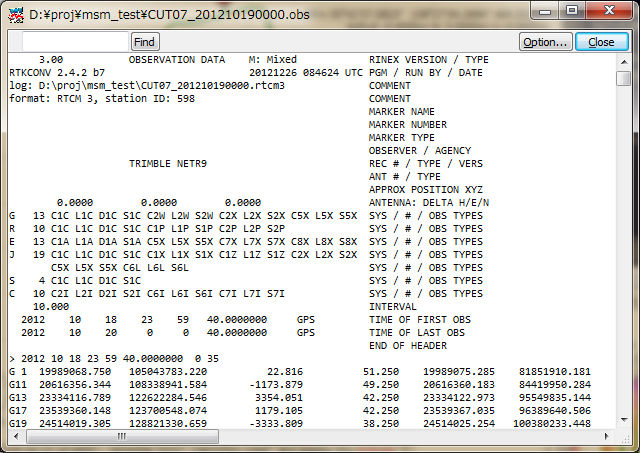 D:¥proj¥msm_test¥CUT07_201210190000.obs
Find Option... Close
3.00 OBSERVATION DATA M: Mixed RINEX VERSION / TYPE
RTKCONV 2.4.2 b7 20121226 084624 UTC PGM / RUN BY / DATE
log: D:\proj\msm_test\CUT07_201210190000.rtcm3 COMMENT
format: RTCM 3, station ID: 598 COMMENT
MARKER NAME
MARKER NUMBER
MARKER TYPE
OBSERVER / AGENCY
TRIMBLE NETR9 REC # / TYPE / VERS
ANT # / TYPE
APPROX POSITION XYZ
0.0000 0.0000 0.0000 ANTENNA: DELTA H/E/N
G 13 C1C L1C D1C S1C C2W L2W S2W C2X L2X S2X C5X L5X S5X SYS / # / OBS TYPES
R 10 C1C L1C D1C S1C C1P L1P S1P C2P L2P S2P SYS / # / OBS TYPES
E 13 C1A L1A D1A S1A C5X L5X S5X C7X L7X S7X C8X L8X S8X SYS / # / OBS TYPES
J 19 C1C L1C D1C S1C C1X L1X S1X C1Z L1Z S1Z C2X L2X S2X SYS / # / OBS TYPES
C5X L5X S5X C6L L6L S6L SYS / # / OBS TYPES
S 4 C1C L1C D1C S1C SYS / # / OBS TYPES
C 10 C2I L2I D2I S2I C6I L6I S6I C7I L7I S7I SYS / # / OBS TYPES
10.000 INTERVAL
2012 10 18 23 59 40.0000000 GPS TIME OF FIRST OBS
2012 10 20 0 0 40.0000000 GPS TIME OF LAST OBS
END OF HEADER
> 2012 10 18 23 59 40.0000000 0 35
G 1 19989068.750 105043783.220 22.816 51.250 19989075.285 81851910.181
G11 20616356.344 108338941.584 -1173.879 49.250 20616360.183 84419950.284
G13 23334116.789 122622284.546 3354.051 42.250 23334122.973 95549835.144
G17 23539360.148 123700548.074 1179.105 42.250 23539367.035 96389640.506
G19 24514019.305 128821330.659 -3333.809 38.250 24514025.254 100380233.448